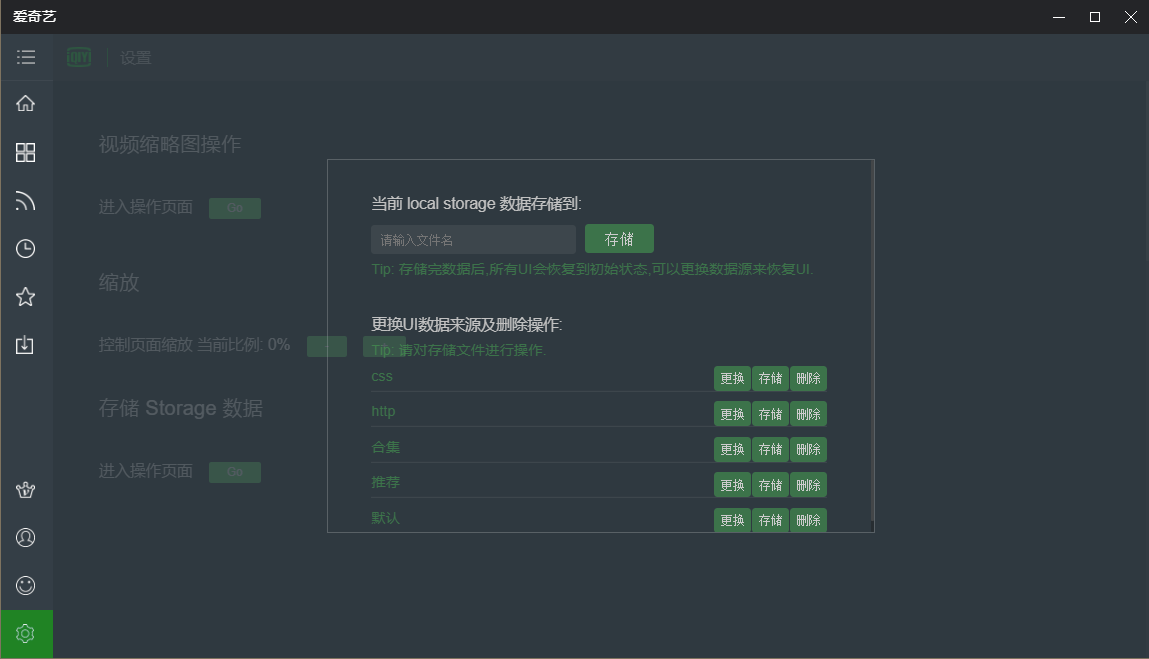 爱奇艺
QIY 设置
视频缩略图操作
进入操作页面 Go
缩放
控制页面缩放 当前比例: 0%
存储 Storage 数据
进入操作页面 Go
当前 local storage 数据存储到:
请输入文件名 存储
Tip: 存储完数据后,所有UI会恢复到初始状态,可以更换数据源来恢复UI.
更换UI数据来源及删除操作:
Tip: 请对存储文件进行操作.
css 更换 存储 删除
http 更换 存储 删除
合集 更换 存储 删除
推荐 更换 存储 删除
默认 更换 存储 删除